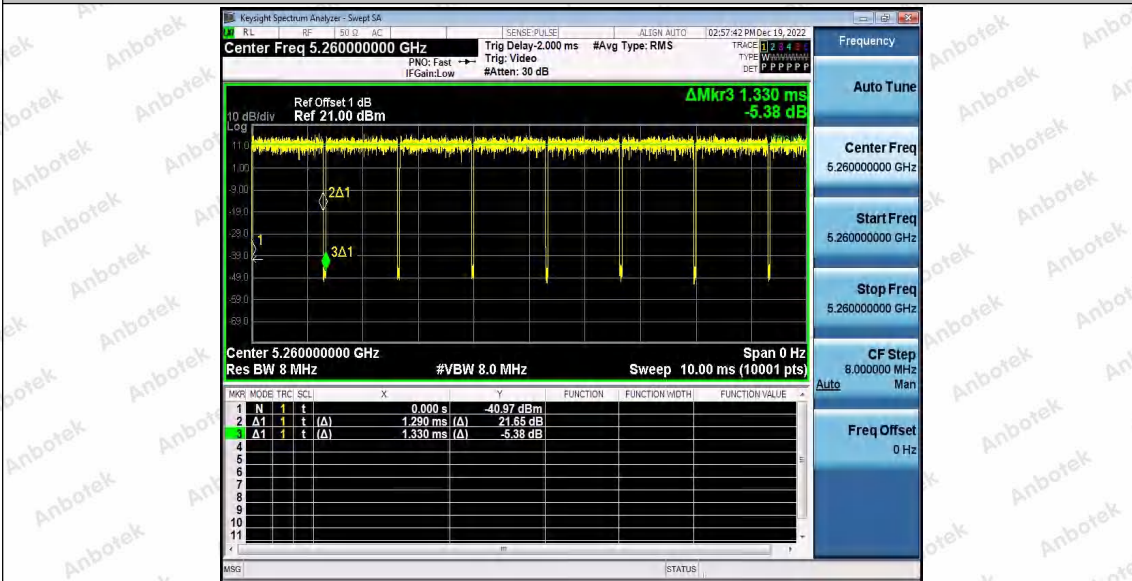 Keysight Spectrum Analyzer - Swept SA
RL RF 50 Ω AC SENSE:PULSE ALIGN AUTO 02:57:42 PM Dec 19, 2022
Center Freq 5.260000000 GHz
PNO: Fast
IFGain:Low
Trig Delay-2.000 ms
Trig: Video
#Atten: 30 dB
#Avg Type: RMS
TRACE 1 2 3 4 5 6
TYPE WWWWWW
DET P P P P P P
ΔMkr3 1.330 ms
-5.38 dB
Ref Offset 1 dB
10 dB/div Ref 21.00 dBm
Log
11.0
1.00
-9.00
-19.0
-29.0
-39.0
-49.0
-59.0
-69.0
2Δ1
1
3Δ1
Center 5.260000000 GHz Span 0 Hz
Res BW 8 MHz #VBW 8.0 MHz Sweep 10.00 ms (10001 pts)
MKR MODE TRC SCL X Y FUNCTION FUNCTION WIDTH FUNCTION VALUE
1 N 1 t 0.000 s -40.97 dBm
2 Δ1 1 t (Δ) 1.290 ms (Δ) 21.65 dB
3 Δ1 1 t (Δ) 1.330 ms (Δ) -5.38 dB
4
5
6
7
8
9
10
11
MSG STATUS
Frequency
Auto Tune
Center Freq
5.260000000 GHz
Start Freq
5.260000000 GHz
Stop Freq
5.260000000 GHz
CF Step
8.000000 MHz
Auto Man
Freq Offset
0 Hz
Anbotek